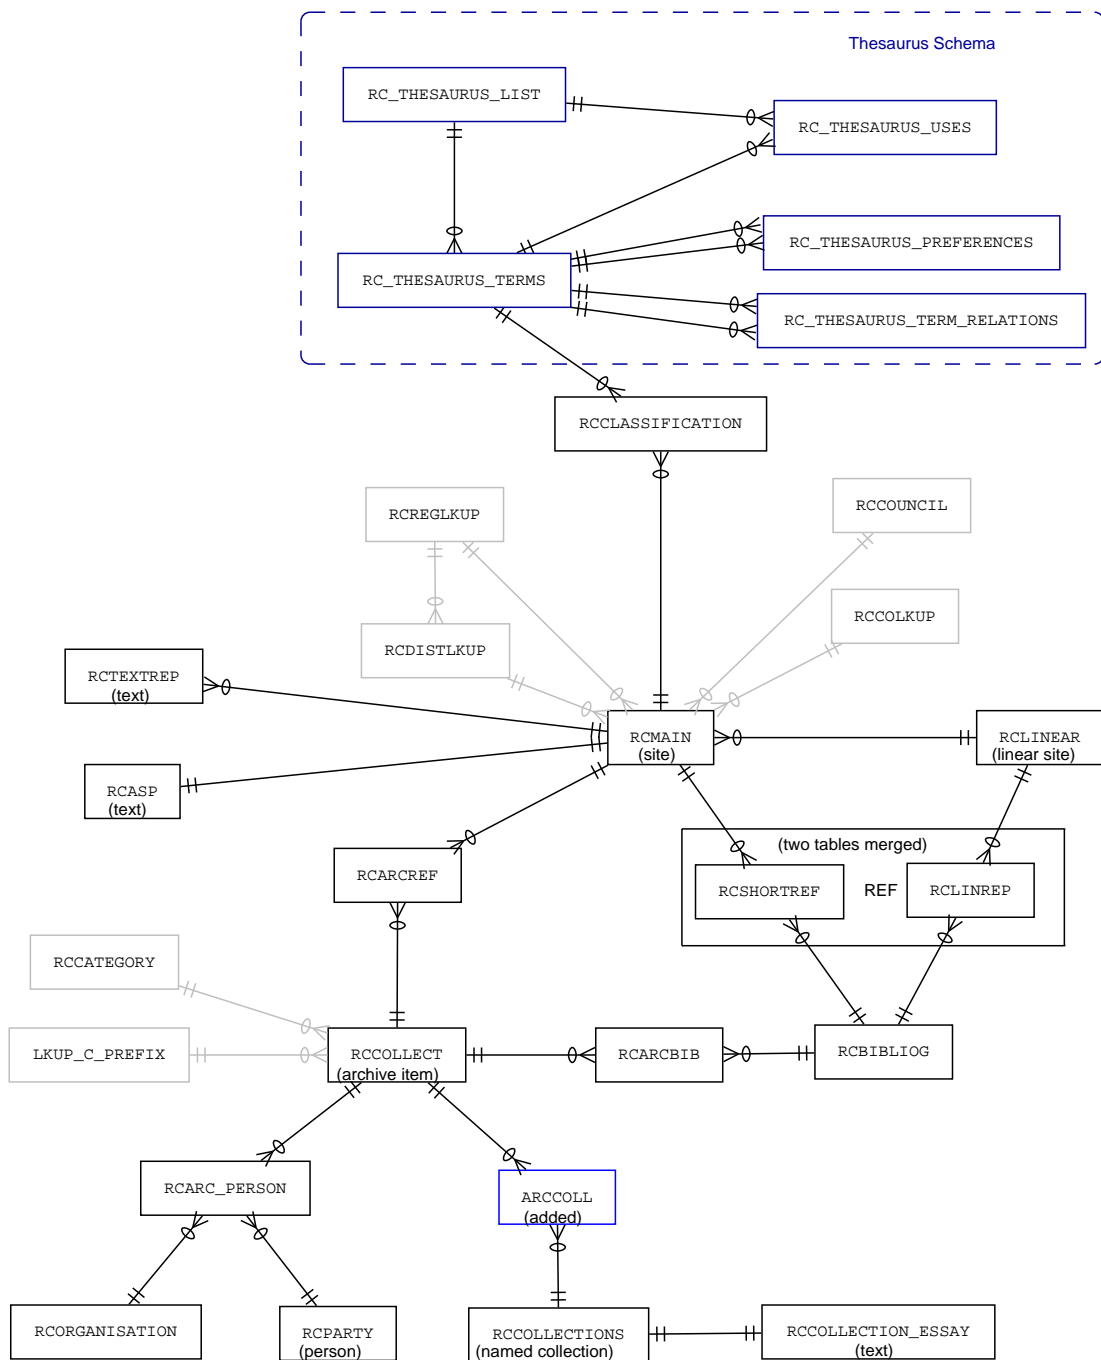 Thesaurus Schema
RC_THESAURUS_LIST
RC_THESAURUS_USES
RC_THESAURUS_PREFERENCES
RC_THESAURUS_TERMS
RC_THESAURUS_TERM_RELATIONS
RCCLASSIFICATION
RCREGLKUP
RCCOUNCIL
RCCOLKUP
RCDISTLKUP
RCTEXTREP
(text)
RCMAIN
(site)
RCLINEAR
(linear site)
RCASP
(text)
(two tables merged)
RCARCREF
RCSHORTREF
REF
RCLINREP
RCCATEGORY
LKUP_C_PREFIX
RCCOLLECT
(archive item)
RCARCBIB
RCBIBLIOG
RCARC_PERSON
ARCCOLL
(added)
RCORGANISATION
RCPARTY
(person)
RCCOLLECTIONS
(named collection)
RCCOLLECTION_ESSAY
(text)